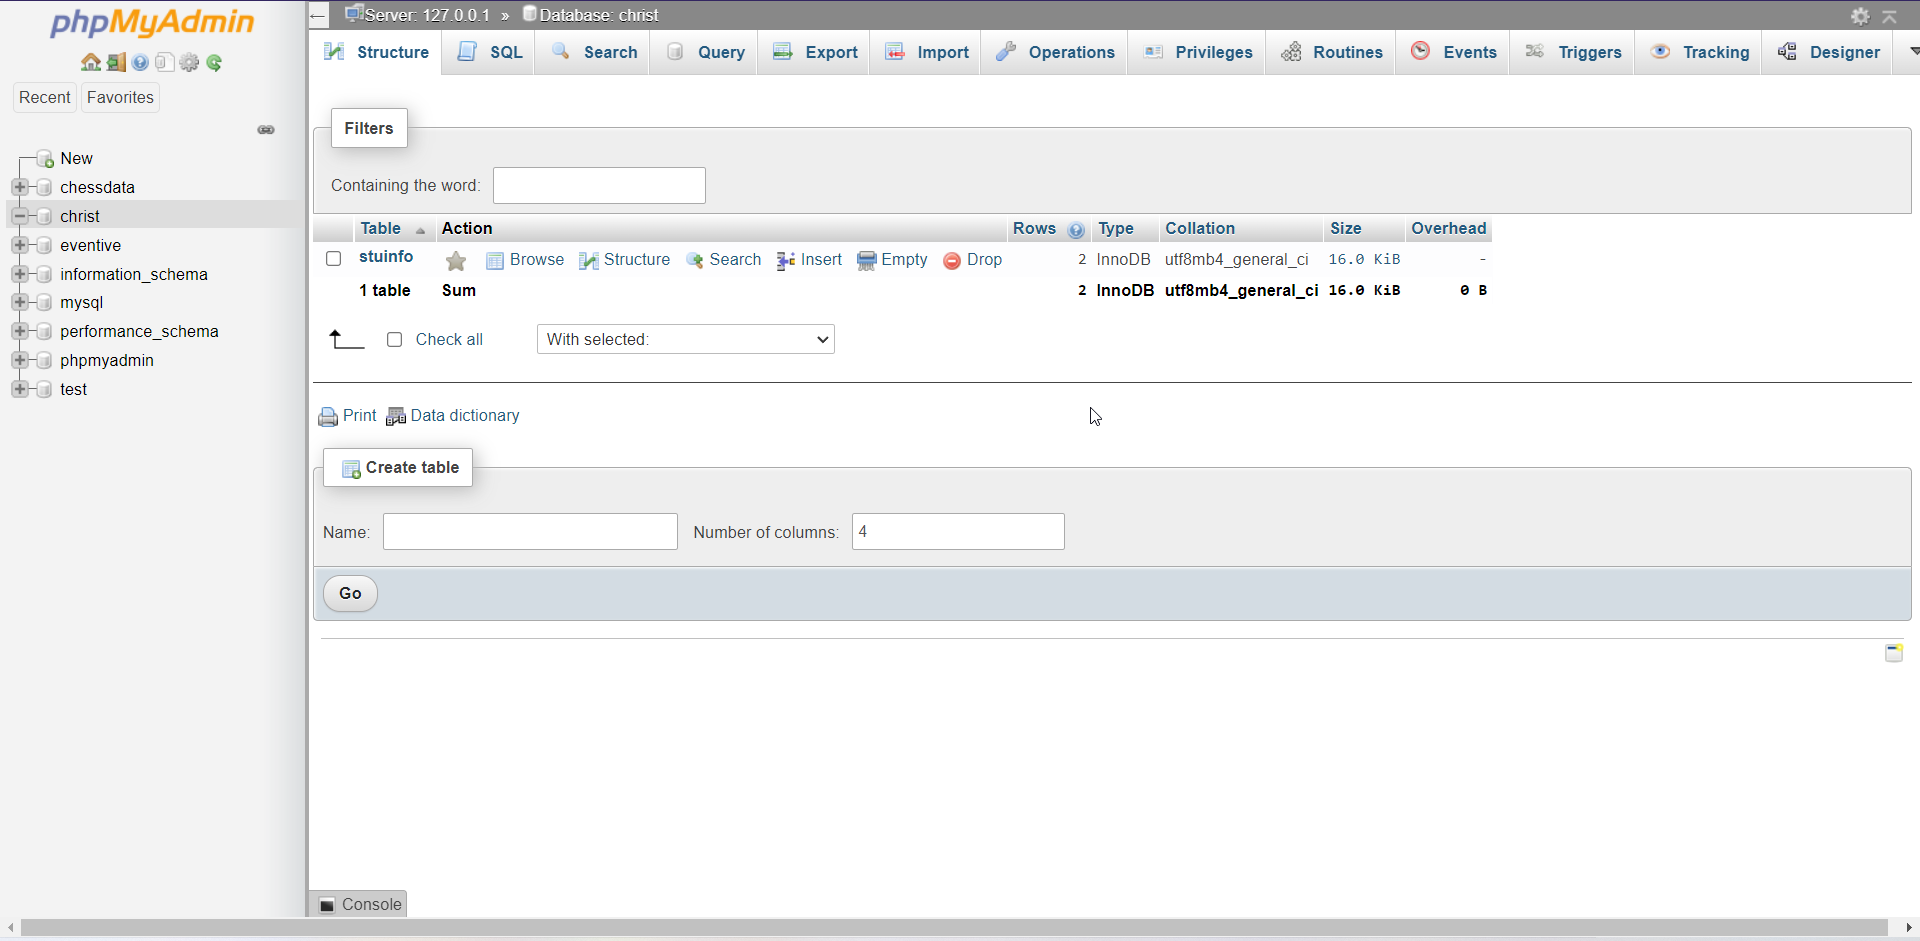 phpMyAdmin
Recent Favorites
New
chessdata
christ
eventive
information_schema
mysql
performance_schema
phpmyadmin
test
Server: 127.0.0.1 » Database: christ
Structure SQL Search Query Export Import Operations Privileges Routines Events Triggers Tracking Designer
Filters
Containing the word:
Table Action Rows Type Collation Size Overhead
stuinfo Browse Structure Search Insert Empty Drop 2 InnoDB utf8mb4_general_ci 16.0 KiB -
1 table Sum 2 InnoDB utf8mb4_general_ci 16.0 KiB 0 B
Check all With selected:
Print Data dictionary
Create table
Name: Number of columns: 4
Go
Console